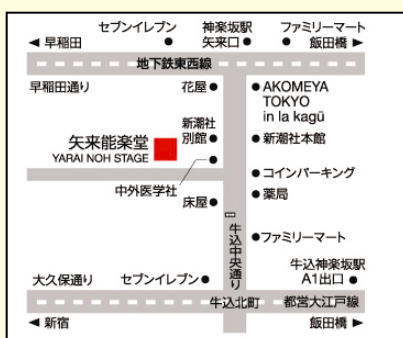 セブンイレブン
神楽坂駅
矢来口
ファミリーマート
◀ 早稲田
飯田橋 ▶
地下鉄東西線
早稲田通り
花屋
AKOMEYA
TOKYO
in la kagū
新潮社
別館
新潮社本館
矢来能楽堂
YARAI NOH STAGE
中外医学社
コインパーキング
床屋
薬局
牛込中央通り
ファミリーマート
牛込神楽坂駅
A1出口
大久保通り
セブンイレブン
牛込北町
都営大江戸線
◀ 新宿
飯田橋 ▶